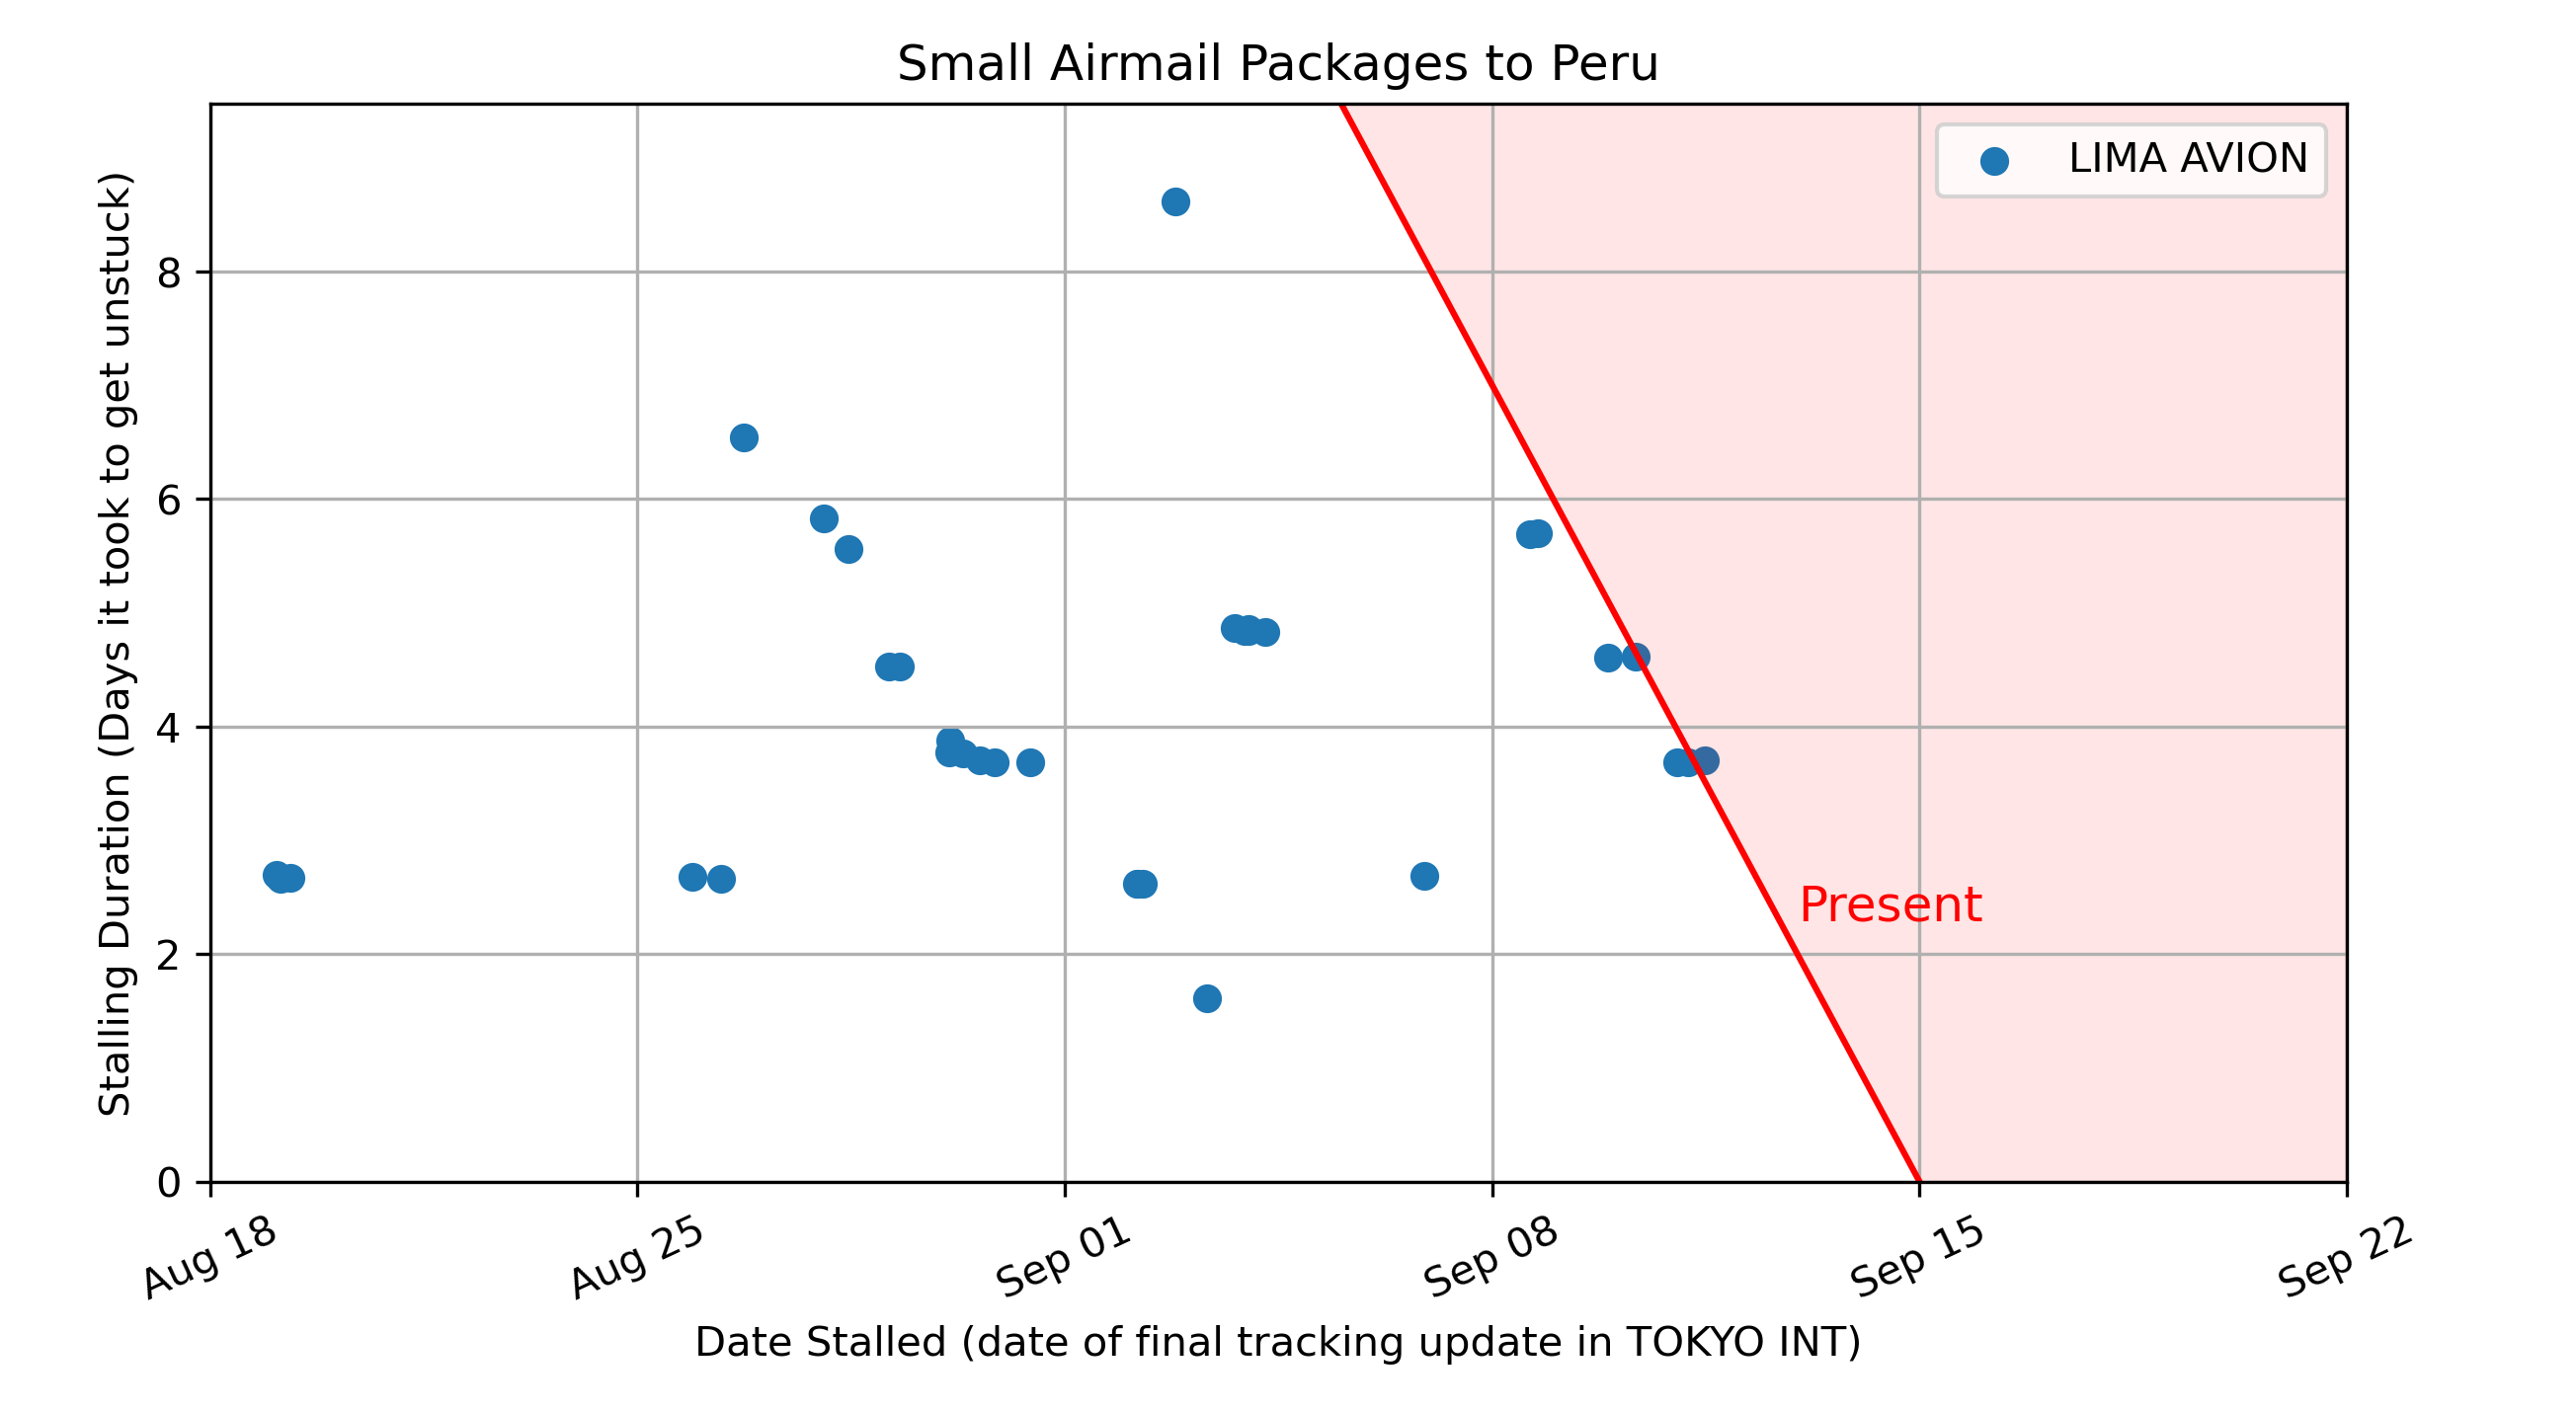 Small Airmail Packages to Peru
LIMA AVION
Stalling Duration (Days it took to get unstuck)
8
6
4
2
0
Present
Aug 18
Aug 25
Sep 01
Sep 08
Sep 15
Sep 22
Date Stalled (date of final tracking update in TOKYO INT)